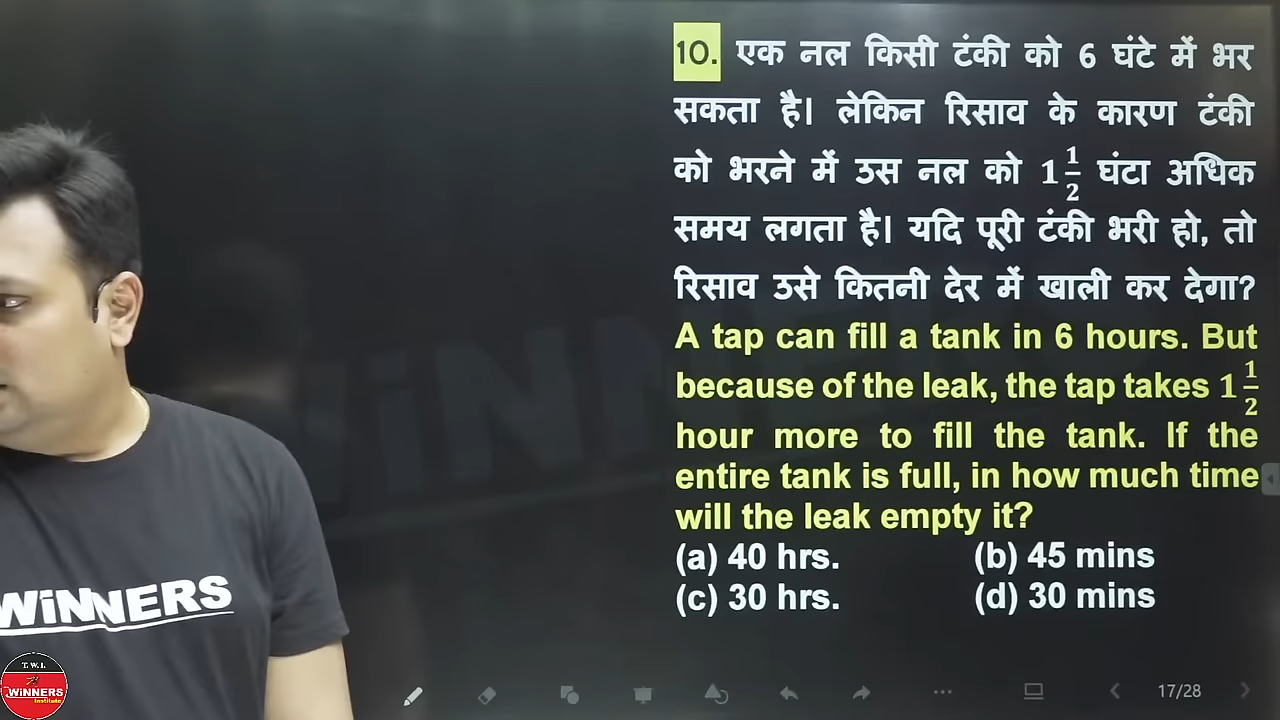 10. एक नल किसी टंकी को 6 घंटे में भर
सकता है। लेकिन रिसाव के कारण टंकी
को भरने में उस नल को 1 1/2 घंटा अधिक
समय लगता है। यदि पूरी टंकी भरी हो, तो
रिसाव उसे कितनी देर में खाली कर देगा?
A tap can fill a tank in 6 hours. But
because of the leak, the tap takes 1 1/2
hour more to fill the tank. If the
entire tank is full, in how much time
will the leak empty it?
(a) 40 hrs. (b) 45 mins
(c) 30 hrs. (d) 30 mins
WiNNERS
WiNNERS
T.W.I.
WiNNERS
Institute
17/28